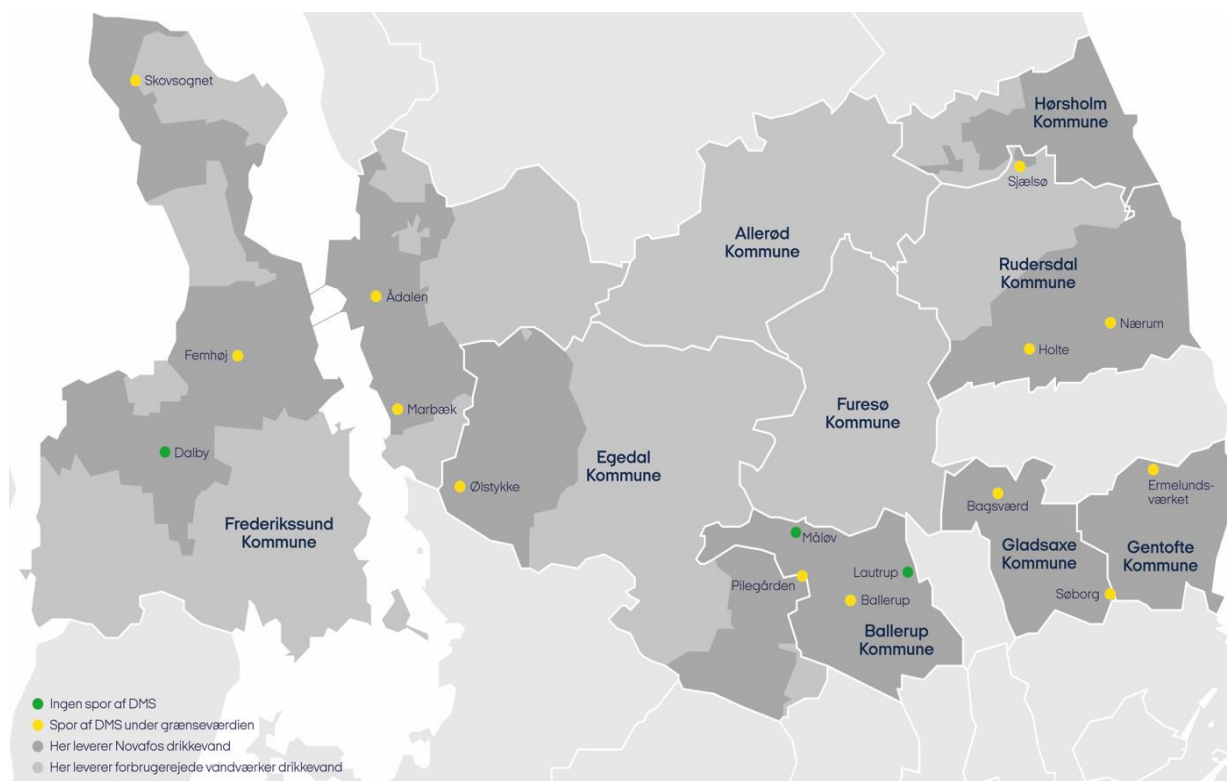 Skovsognet
Hørsholm
Kommune
Sjælsø
Allerød
Kommune
Rudersdal
Kommune
Ådalen
Nærum
Holte
Femhøj
Marbæk
Furesø
Kommune
Dalby
Egedal
Kommune
Ølstykke
Ermelunds-
værket
Bagsværd
Frederikssund
Kommune
Måløv
Gladsaxe
Kommune
Gentofte
Kommune
Lautrup
Pilegården
Søborg
Ballerup
Ballerup
Kommune
Ingen spor af DMS
Spor af DMS under grænseværdien
Her leverer Novafos drikkevand
Her leverer forbrugerejede vandværker drikkevand